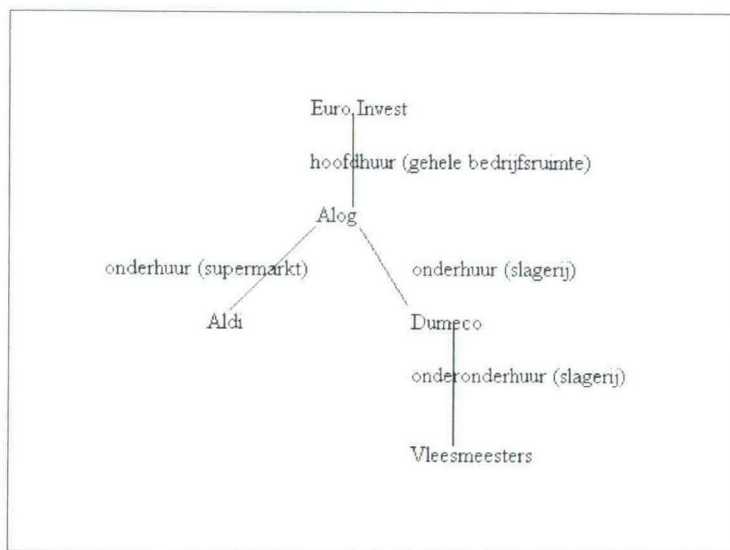 Euro Invest
hoofdhuur (gehele bedrijfsruimte)
Alog
onderhuur (supermarkt)
onderhuur (slagerij)
Aldi
Dumeco
onderonderhuur (slagerij)
Vleesmeesters